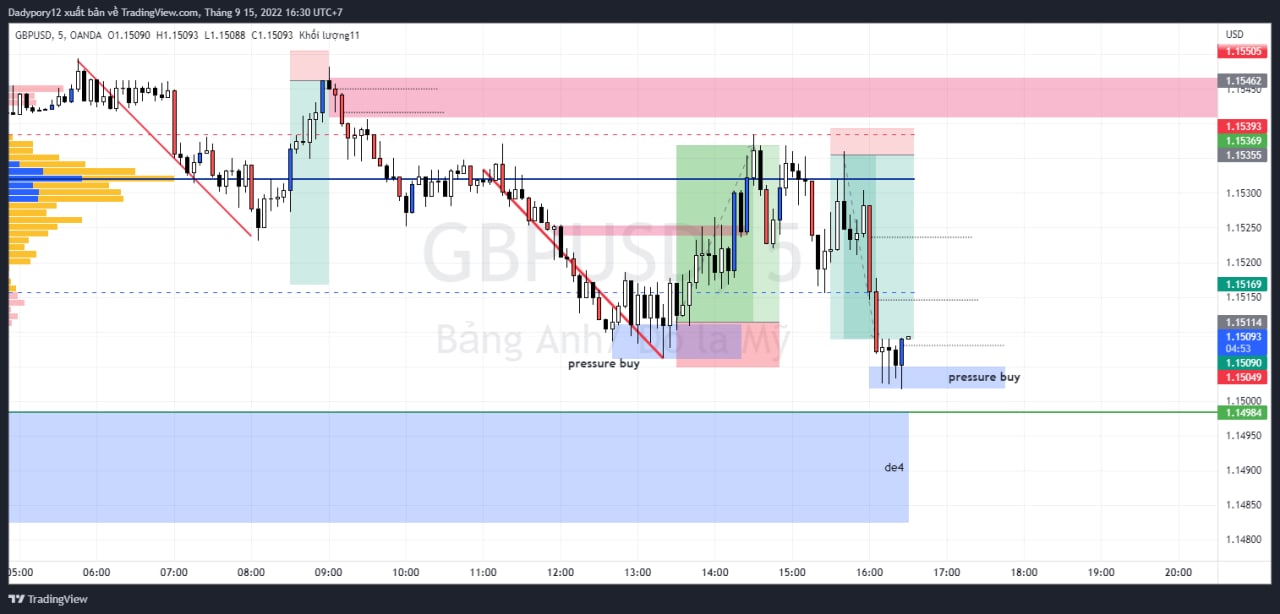 Dadypory12 xuất bản về TradingView.com, Tháng 9 15, 2022 16:30 UTC+7
GBPUSD, 5, OANDA O1.15090 H1.15093 L1.15088 C1.15093 Khối lượng11
USD
1.15505
1.15462
1.15450
1.15393
1.15369
1.15355
1.15300
1.15250
GBPUSD, 5
1.15200
1.15169
1.15150
1.15114
1.15093
04:53
Bảng Anh/ Đô la Mỹ
pressure buy
1.15090
pressure buy
1.15049
1.15000
1.14984
1.14950
de4
1.14900
1.14850
1.14800
05:00 06:00 07:00 08:00 09:00 10:00 11:00 12:00 13:00 14:00 15:00 16:00 17:00 18:00 19:00 20:00
TradingView